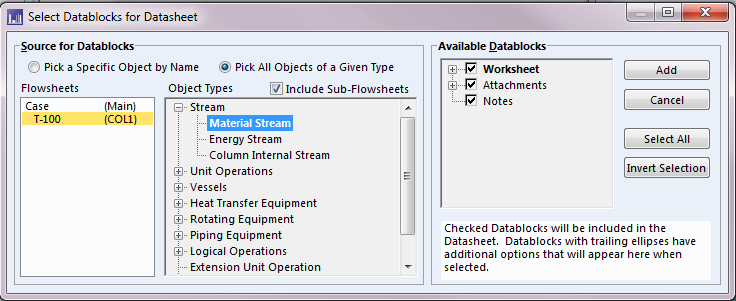 Select Datablocks for Datasheet
Source for Datablocks
Pick a Specific Object by Name
Pick All Objects of a Given Type
Flowsheets
Object Types
Include Sub-Flowsheets
Case (Main)
T-100 (COL1)
Stream
Material Stream
Energy Stream
Column Internal Stream
Unit Operations
Vessels
Heat Transfer Equipment
Rotating Equipment
Piping Equipment
Logical Operations
Extension Unit Operation
Available Datablocks
Worksheet
Attachments
Notes
Add
Cancel
Select All
Invert Selection
Checked Datablocks will be included in the
Datasheet. Datablocks with trailing ellipses have
additional options that will appear here when
selected.